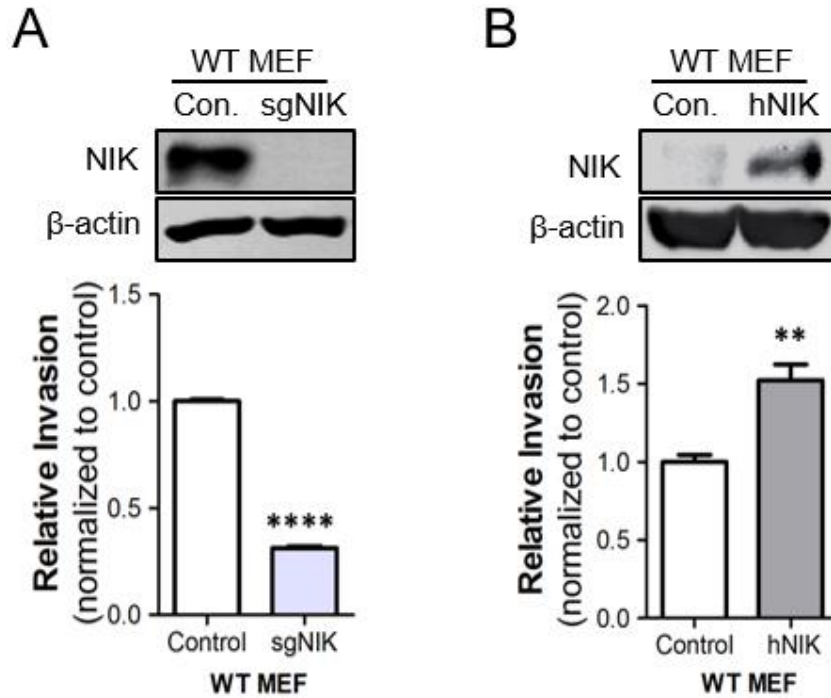 A
WT MEF
Con. sgNIK
NIK
β-actin
Relative Invasion
(normalized to control)
1.5
1.0
0.5
0.0
****
Control sgNIK
WT MEF
B
WT MEF
Con. hNIK
NIK
β-actin
Relative Invasion
(normalized to control)
2.0
1.5
1.0
0.5
0.0
**
Control hNIK
WT MEF